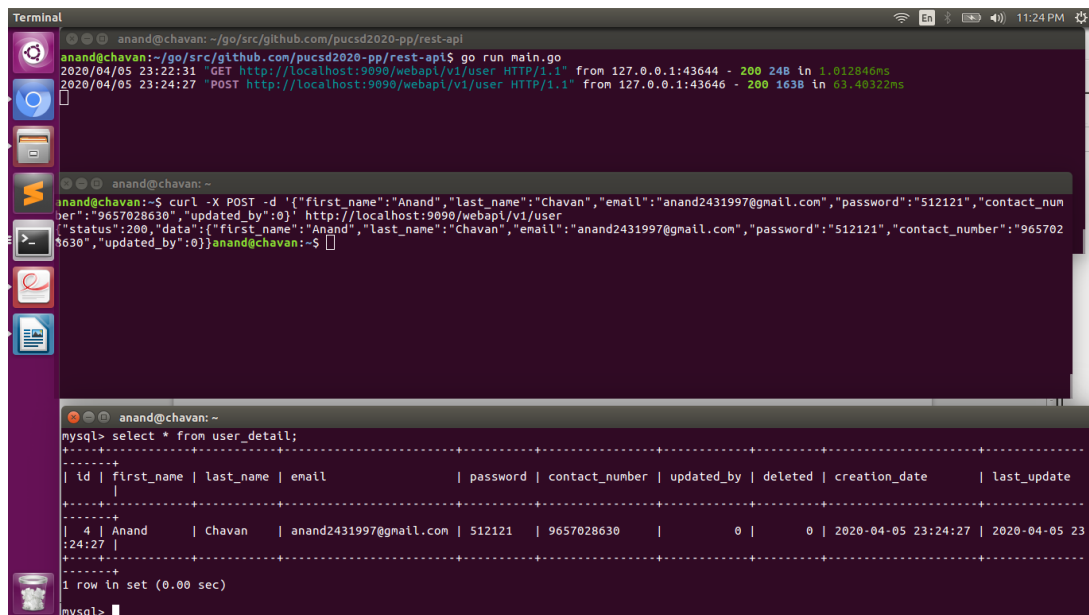 Terminal
En
11:24 PM
anand@chavan: ~/go/src/github.com/pucsd2020-pp/rest-api
anand@chavan:~/go/src/github.com/pucsd2020-pp/rest-api$ go run main.go
2020/04/05 23:22:31 "GET http://localhost:9090/webapi/v1/user HTTP/1.1" from 127.0.0.1:43644 - 200 24B in 1.012846ms
2020/04/05 23:24:27 "POST http://localhost:9090/webapi/v1/user HTTP/1.1" from 127.0.0.1:43646 - 200 163B in 63.40322ms
anand@chavan: ~
anand@chavan:~$ curl -X POST -d '{"first_name":"Anand","last_name":"Chavan","email":"anand2431997@gmail.com","password":"512121","contact_num
ber":"9657028630","updated_by":0}' http://localhost:9090/webapi/v1/user
{"status":200,"data":{"first_name":"Anand","last_name":"Chavan","email":"anand2431997@gmail.com","password":"512121","contact_number":"965702
8630","updated_by":0}}anand@chavan:~$
anand@chavan: ~
mysql> select * from user_detail;
+----+------------+-----------+------------------------+----------+----------------+------------+---------+---------------------+-------------
-------+
| id | first_name | last_name | email                  | password | contact_number | updated_by | deleted | creation_date       | last_update
       |
+----+------------+-----------+------------------------+----------+----------------+------------+---------+---------------------+-------------
-------+
|  4 | Anand      | Chavan    | anand2431997@gmail.com | 512121   | 9657028630     |          0 |       0 | 2020-04-05 23:24:27 | 2020-04-05 23
:24:27 |
+----+------------+-----------+------------------------+----------+----------------+------------+---------+---------------------+-------------
-------+
1 row in set (0.00 sec)
mysql>